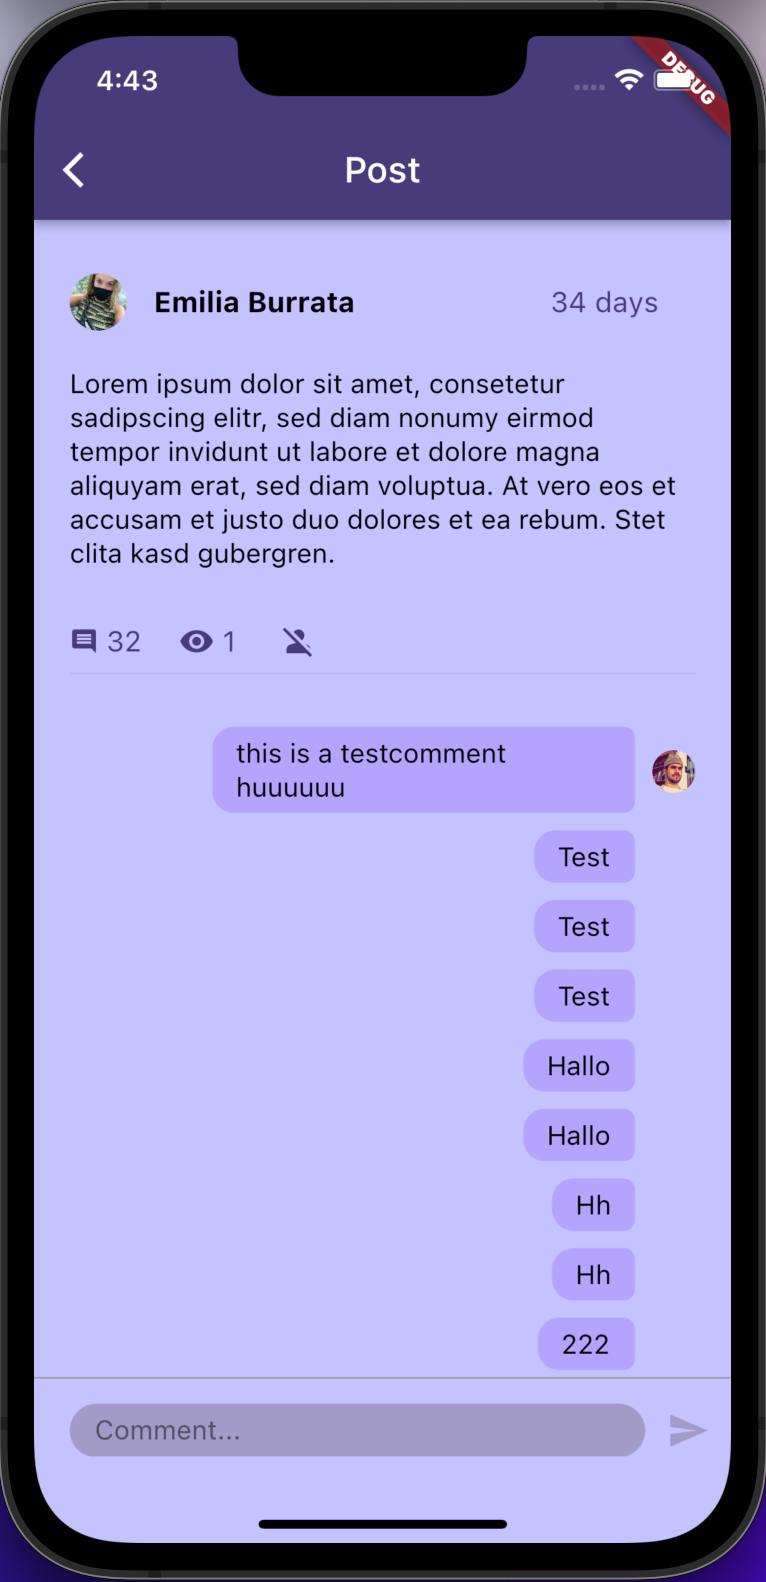 4:43
DEBUG
Post
Emilia Burrata
34 days
Lorem ipsum dolor sit amet, consetetur
sadipscing elitr, sed diam nonumy eirmod
tempor invidunt ut labore et dolore magna
aliquyam erat, sed diam voluptua. At vero eos et
accusam et justo duo dolores et ea rebum. Stet
clita kasd gubergren.
32 1
this is a testcomment
huuuuuu
Test
Test
Test
Hallo
Hallo
Hh
Hh
222
Comment...